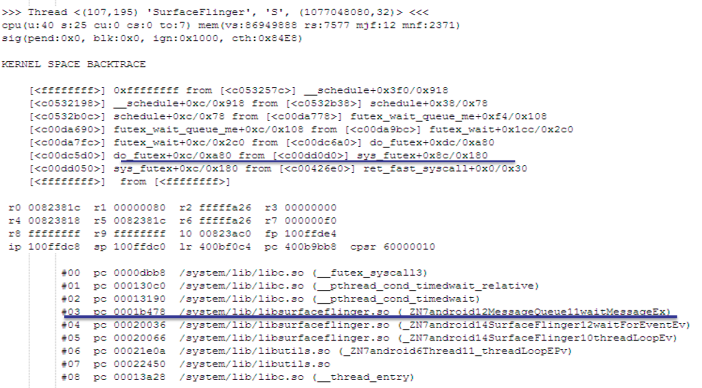 >>> Thread <(107,195) 'SurfaceFlinger', 'S', (1077048080,32)> <<<
cpu(u:40 s:25 cu:0 cs:0 to:7) mem(vs:86949888 rs:7577 mjf:12 mnf:2371)
sig(pend:0x0, blk:0x0, ign:0x1000, cth:0x84E8)
KERNEL SPACE BACKTRACE
[<ffffffff>] 0xffffffff from [<c053257c>] __schedule+0x3f0/0x918
[<c0532198>] __schedule+0xc/0x918 from [<c0532b38>] schedule+0x38/0x78
[<c0532b0c>] schedule+0xc/0x78 from [<c00da778>] futex_wait_queue_me+0xf4/0x108
[<c00da690>] futex_wait_queue_me+0xc/0x108 from [<c00da9bc>] futex_wait+0x1cc/0x2c0
[<c00da7fc>] futex_wait+0xc/0x2c0 from [<c00dc6a0>] do_futex+0xdc/0xa80
[<c00dc5d0>] do_futex+0xc/0xa80 from [<c00dd0d0>] sys_futex+0x8c/0x180
[<c00dd050>] sys_futex+0xc/0x180 from [<c00426e0>] ret_fast_syscall+0x0/0x30
[<ffffffff>] from [<ffffffff>]
r0 0082381c r1 00000080 r2 fffffa26 r3 00000000
r4 00823818 r5 0082381c r6 fffffa26 r7 000000f0
r8 ffffffff r9 ffffffff 10 00823ac0 fp 100ffde4
ip 100ffdc8 sp 100ffdc0 lr 400bf0c4 pc 400b9bb8 cpsr 60000010
#00 pc 0000dbb8 /system/lib/libc.so (__futex_syscall3)
#01 pc 000130c0 /system/lib/libc.so (__pthread_cond_timedwait_relative)
#02 pc 00013190 /system/lib/libc.so (__pthread_cond_timedwait)
#03 pc 0001b478 /system/lib/libsurfaceflinger.so (_ZN7android12MessageQueue11waitMessageEx)
#04 pc 00020036 /system/lib/libsurfaceflinger.so (_ZN7android14SurfaceFlinger12waitForEventEv)
#05 pc 00020066 /system/lib/libsurfaceflinger.so (_ZN7android14SurfaceFlinger10threadLoopEv)
#06 pc 00021e0a /system/lib/libutils.so (_ZN7android6Thread11_threadLoopEPv)
#07 pc 00022450 /system/lib/libutils.so
#08 pc 00013a28 /system/lib/libc.so (__thread_entry)